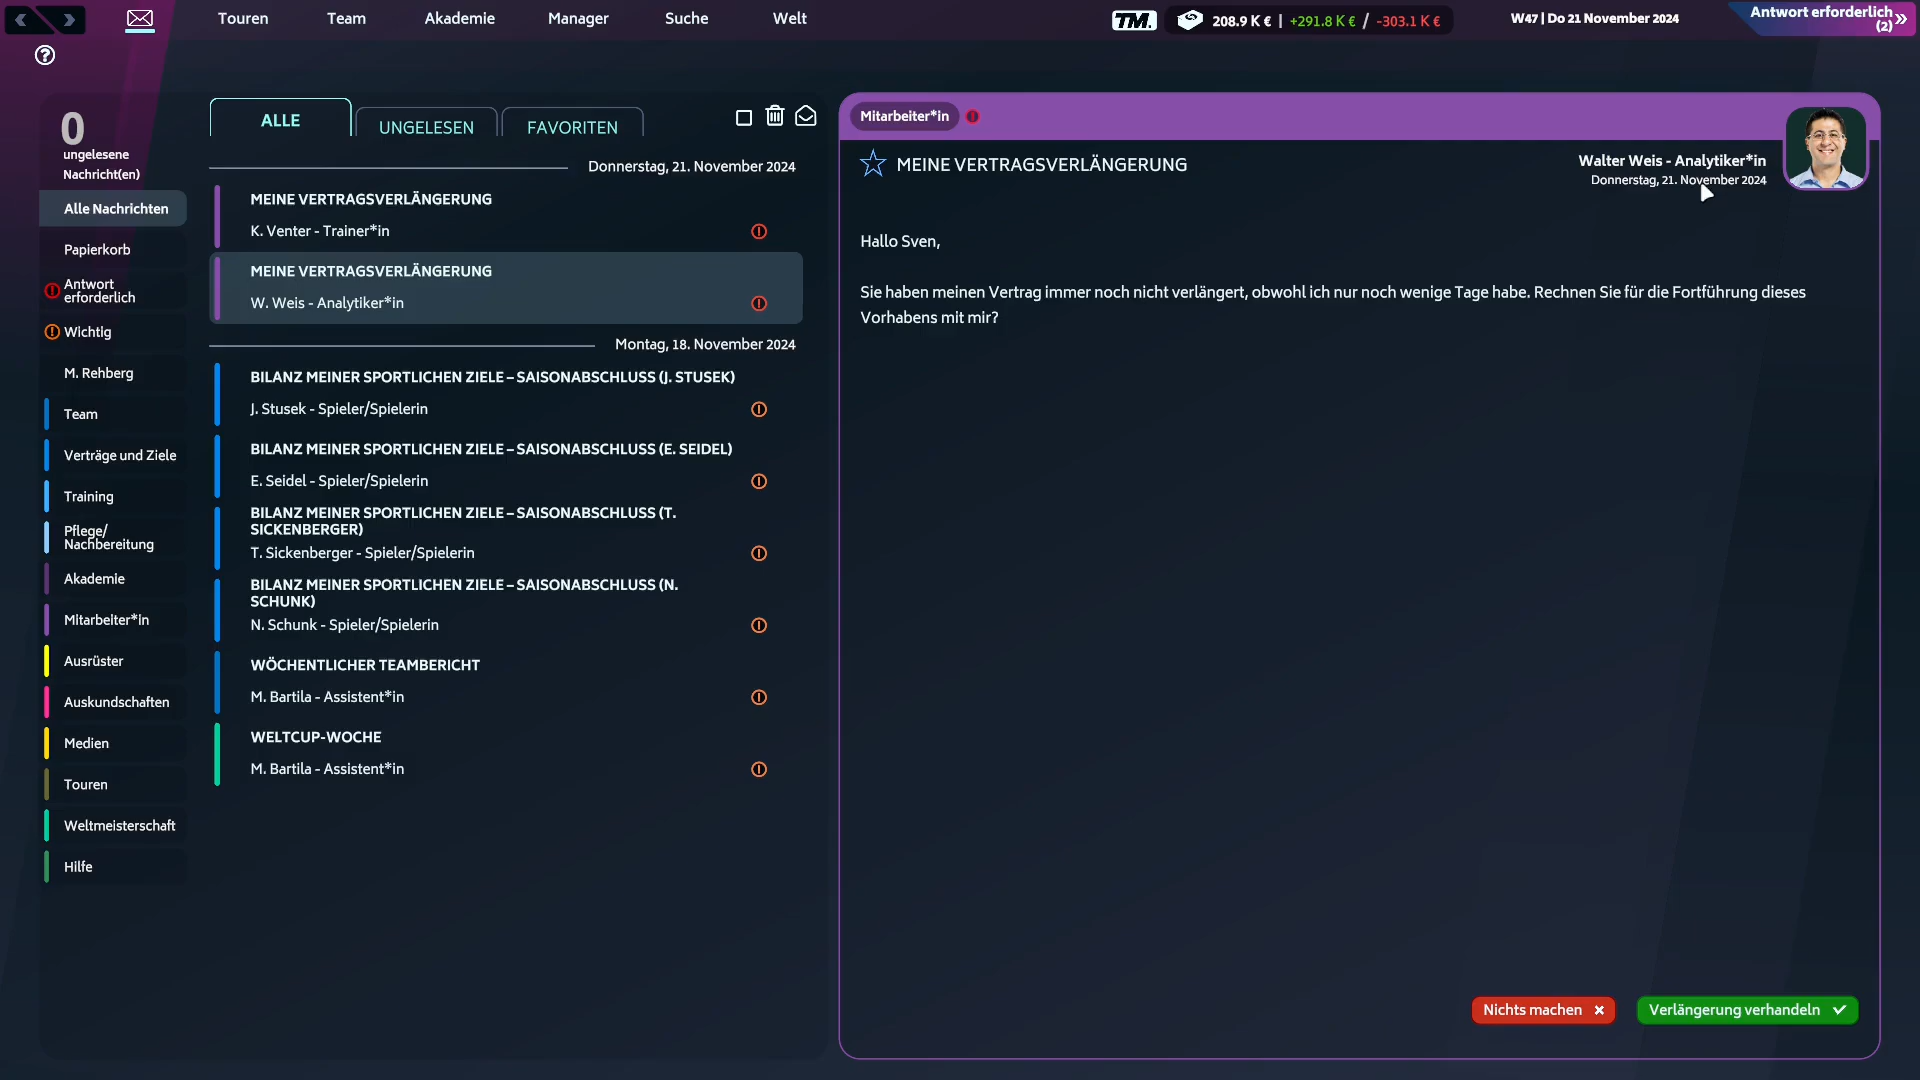 Touren
Team
Akademie
Manager
Suche
Welt
TM.
208.9 K € | +291.8 K € / -303.1 K €
W47 | Do 21 November 2024
Antwort erforderlich
(2)
0
ungelesene
Nachricht(en)
Alle Nachrichten
Papierkorb
Antwort
erforderlich
Wichtig
M. Rehberg
Team
Verträge und Ziele
Training
Pflege/
Nachbereitung
Akademie
Mitarbeiter*in
Ausrüster
Auskundschaften
Medien
Touren
Weltmeisterschaft
Hilfe
ALLE
UNGELESEN
FAVORITEN
Donnerstag, 21. November 2024
MEINE VERTRAGSVERLÄNGERUNG
K. Venter - Trainer*in
MEINE VERTRAGSVERLÄNGERUNG
W. Weis - Analytiker*in
Montag, 18. November 2024
BILANZ MEINER SPORTLICHEN ZIELE – SAISONABSCHLUSS (J. STUSEK)
J. Stusek - Spieler/Spielerin
BILANZ MEINER SPORTLICHEN ZIELE – SAISONABSCHLUSS (E. SEIDEL)
E. Seidel - Spieler/Spielerin
BILANZ MEINER SPORTLICHEN ZIELE – SAISONABSCHLUSS (T.
SICKENBERGER)
T. Sickenberger - Spieler/Spielerin
BILANZ MEINER SPORTLICHEN ZIELE – SAISONABSCHLUSS (N.
SCHUNK)
N. Schunk - Spieler/Spielerin
WÖCHENTLICHER TEAMBERICHT
M. Bartila - Assistent*in
WELTCUP-WOCHE
M. Bartila - Assistent*in
Mitarbeiter*in
MEINE VERTRAGSVERLÄNGERUNG
Walter Weis - Analytiker*in
Donnerstag, 21. November 2024
Hallo Sven,
Sie haben meinen Vertrag immer noch nicht verlängert, obwohl ich nur noch wenige Tage habe. Rechnen Sie für die Fortführung dieses
Vorhabens mit mir?
Nichts machen
Verlängerung verhandeln